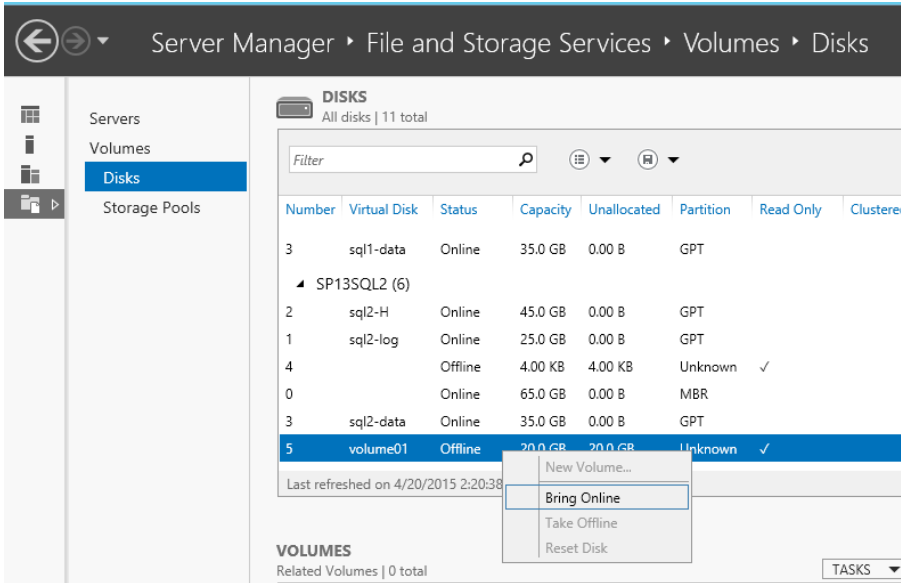 Server Manager ‣ File and Storage Services ‣ Volumes ‣ Disks
Servers
Volumes
Disks
Storage Pools
DISKS
All disks | 11 total
Filter
Number Virtual Disk Status Capacity Unallocated Partition Read Only Clustered
3 sql1-data Online 35.0 GB 0.00 B GPT
SP13SQL2 (6)
2 sql2-H Online 45.0 GB 0.00 B GPT
1 sql2-log Online 25.0 GB 0.00 B GPT
4 Offline 4.00 KB 4.00 KB Unknown ✓
0 Online 65.0 GB 0.00 B MBR
3 sql2-data Online 35.0 GB 0.00 B GPT
5 volume01 Offline 20.0 GB 20.0 GB Unknown ✓
New Volume...
Bring Online
Take Offline
Reset Disk
Last refreshed on 4/20/2015 2:20:38
VOLUMES
Related Volumes | 0 total
TASKS